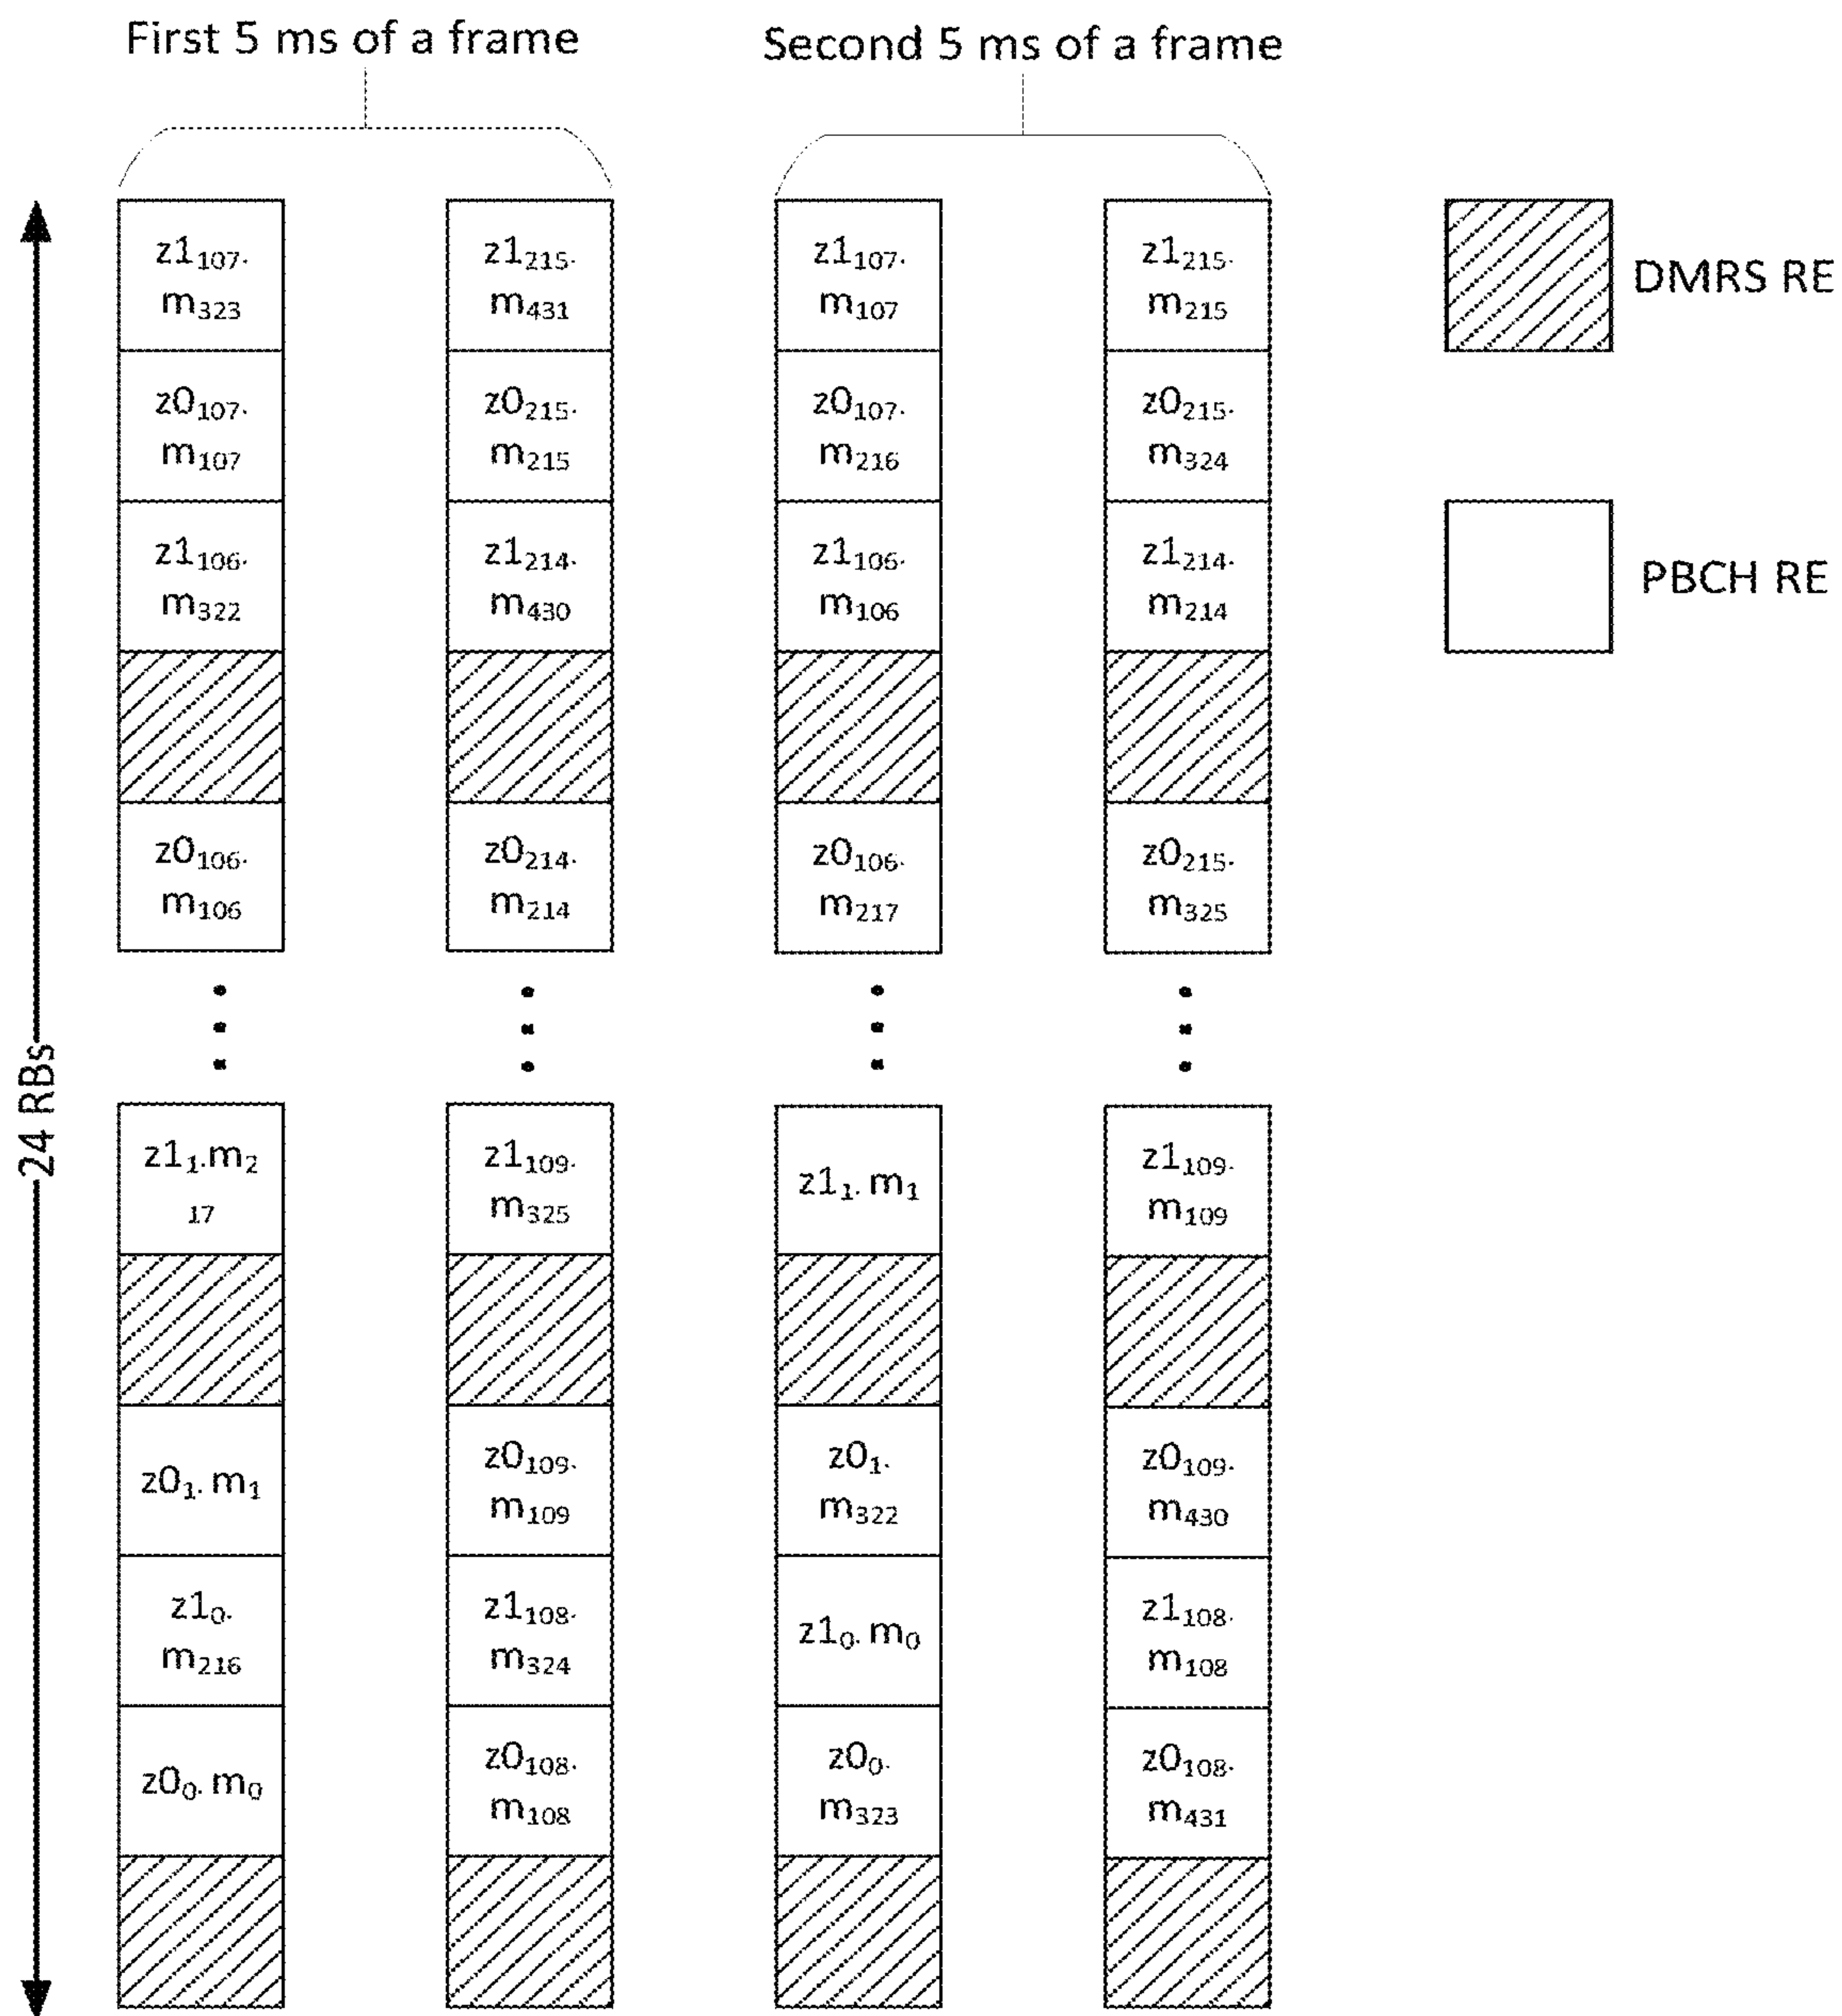 First 5 ms of a frame
Second 5 ms of a frame
24 RBs
z1₁₀₇.
m₃₂₃
z0₁₀₇.
m₁₀₇
z1₁₀₆.
m₃₂₂
z0₁₀₆.
m₁₀₆
z1₁.m₂
₁₇
z0₁. m₁
z1₀.
m₂₁₆
z0₀. m₀
z1₂₁₅.
m₄₃₁
z0₂₁₅.
m₂₁₅
z1₂₁₄.
m₄₃₀
z0₂₁₄.
m₂₁₄
z1₁₀₉.
m₃₂₅
z0₁₀₉.
m₁₀₉
z1₁₀₈.
m₃₂₄
z0₁₀₈.
m₁₀₈
z1₁₀₇.
m₁₀₇
z0₁₀₇.
m₂₁₆
z1₁₀₆.
m₁₀₆
z0₁₀₆.
m₂₁₇
z1₁. m₁
z0₁.
m₃₂₂
z1₀. m₀
z0₀.
m₃₂₃
z1₂₁₅.
m₂₁₅
z0₂₁₅.
m₃₂₄
z1₂₁₄.
m₂₁₄
z0₂₁₅.
m₃₂₅
z1₁₀₉.
m₁₀₉
z0₁₀₉.
m₄₃₀
z1₁₀₈.
m₁₀₈
z0₁₀₈.
m₄₃₁
DMRS RE
PBCH RE